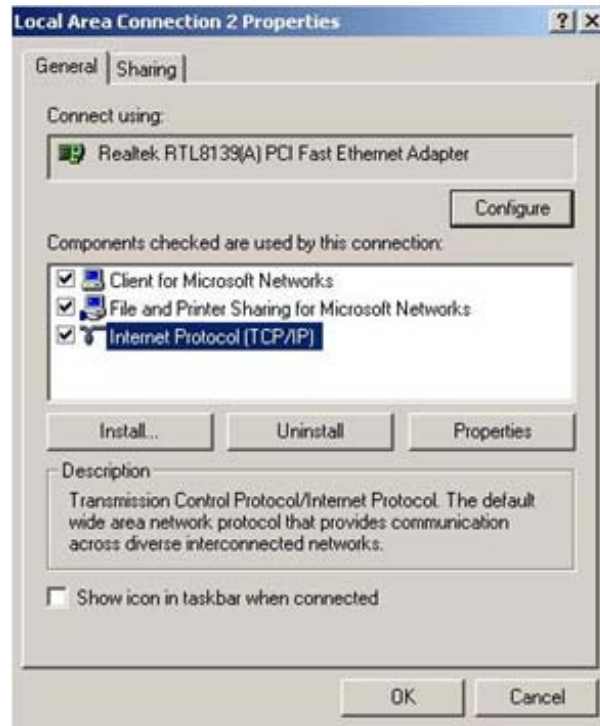 Local Area Connection 2 Properties
General
Sharing
Connect using:
Realtek RTL8139(A) PCI Fast Ethernet Adapter
Configure
Components checked are used by this connection:
Client for Microsoft Networks
File and Printer Sharing for Microsoft Networks
Internet Protocol (TCP/IP)
Install...
Uninstall
Properties
Description
Transmission Control Protocol/Internet Protocol. The default
wide area network protocol that provides communication
across diverse interconnected networks.
Show icon in taskbar when connected
OK
Cancel